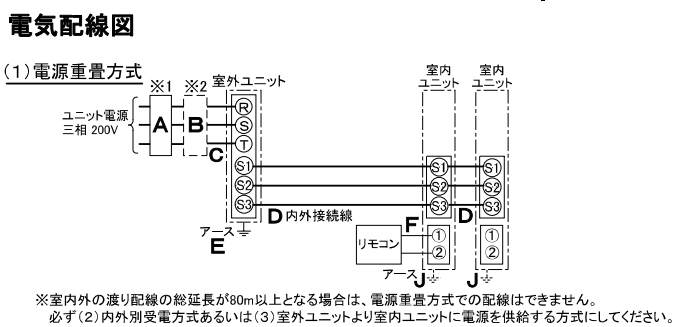 電気配線図
(1)電源重畳方式
※1 ※2 室外ユニット
室内
ユニット
室内
ユニット
ユニット電源
三相 200V
A
B
C
R
S
T
S1
S2
S3
S1
S2
S3
S1
S2
S3
D 内外接続線
D
アース
E
F
リモコン
①
②
①
②
アース J
J
※室内外の渡り配線の総延長が80m以上となる場合は、電源重畳方式での配線はできません。
必ず(2)内外別受電方式あるいは(3)室外ユニットより室内ユニットに電源を供給する方式にしてください。